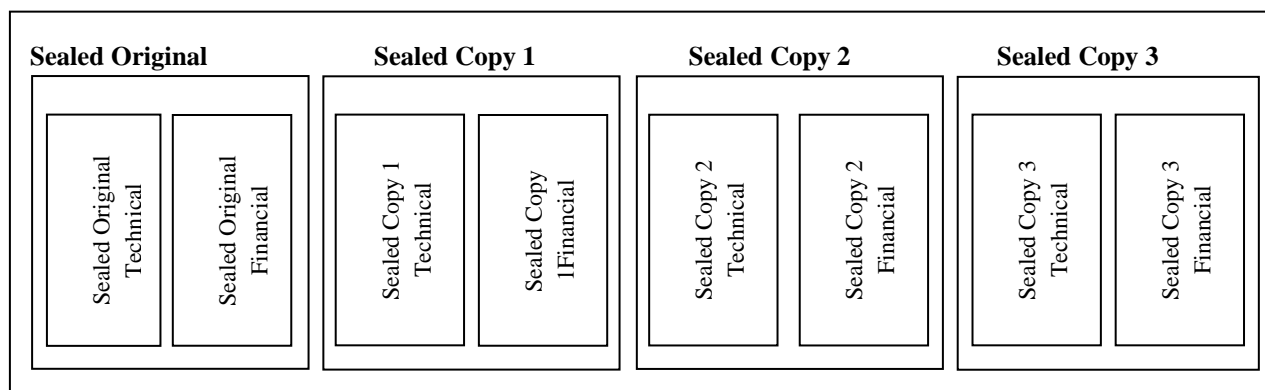 Sealed Original
Sealed Copy 1
Sealed Copy 2
Sealed Copy 3
Sealed Original
Technical
Sealed Original
Financial
Sealed Copy 1
Technical
Sealed Copy
1Financial
Sealed Copy 2
Technical
Sealed Copy 2
Financial
Sealed Copy 3
Technical
Sealed Copy 3
Financial